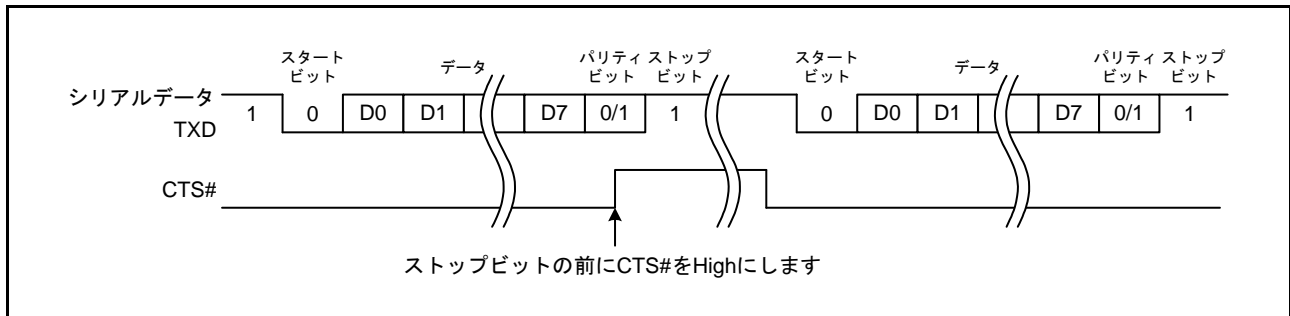 スタート
ビット
データ
パリティ
ビット
ストップ
ビット
スタート
ビット
データ
パリティ
ビット
ストップ
ビット
シリアルデータ
TXD
1 0 D0 D1 D7 0/1 1 0 D0 D1 D7 0/1 1
CTS#
ストップビットの前にCTS#をHighにします